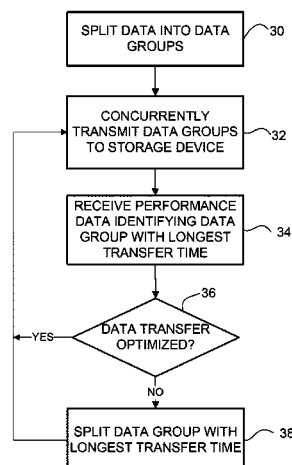 SPLIT DATA INTO DATA
GROUPS
30
CONCURRENTLY
TRANSMIT DATA GROUPS
TO STORAGE DEVICE
32
RECEIVE PERFORMANCE
DATA IDENTIFYING DATA
GROUP WITH LONGEST
TRANSFER TIME
34
36
DATA TRANSFER
OPTIMIZED?
YES
NO
SPLIT DATA GROUP WITH
LONGEST TRANSFER TIME
38